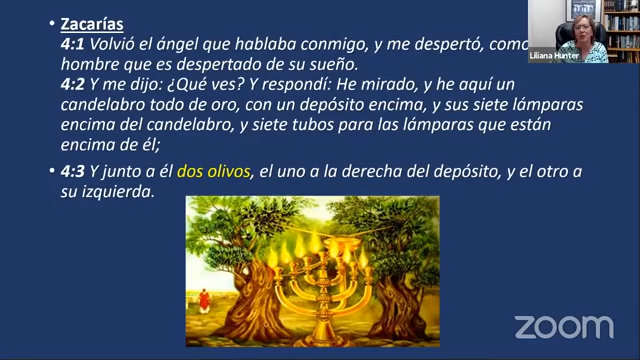 • Zacarías
4:1 Volvió el ángel que hablaba conmigo, y me despertó, como
hombre que es despertado de su sueño.
• 4:2 Y me dijo: ¿Qué ves? Y respondí: He mirado, y he aquí un
candelabro todo de oro, con un depósito encima, y sus siete lámparas
encima del candelabro, y siete tubos para las lámparas que están
encima de él;
• 4:3 Y junto a él dos olivos, el uno a la derecha del depósito, y el otro a
su izquierda.
Liliana Hunter
zoom